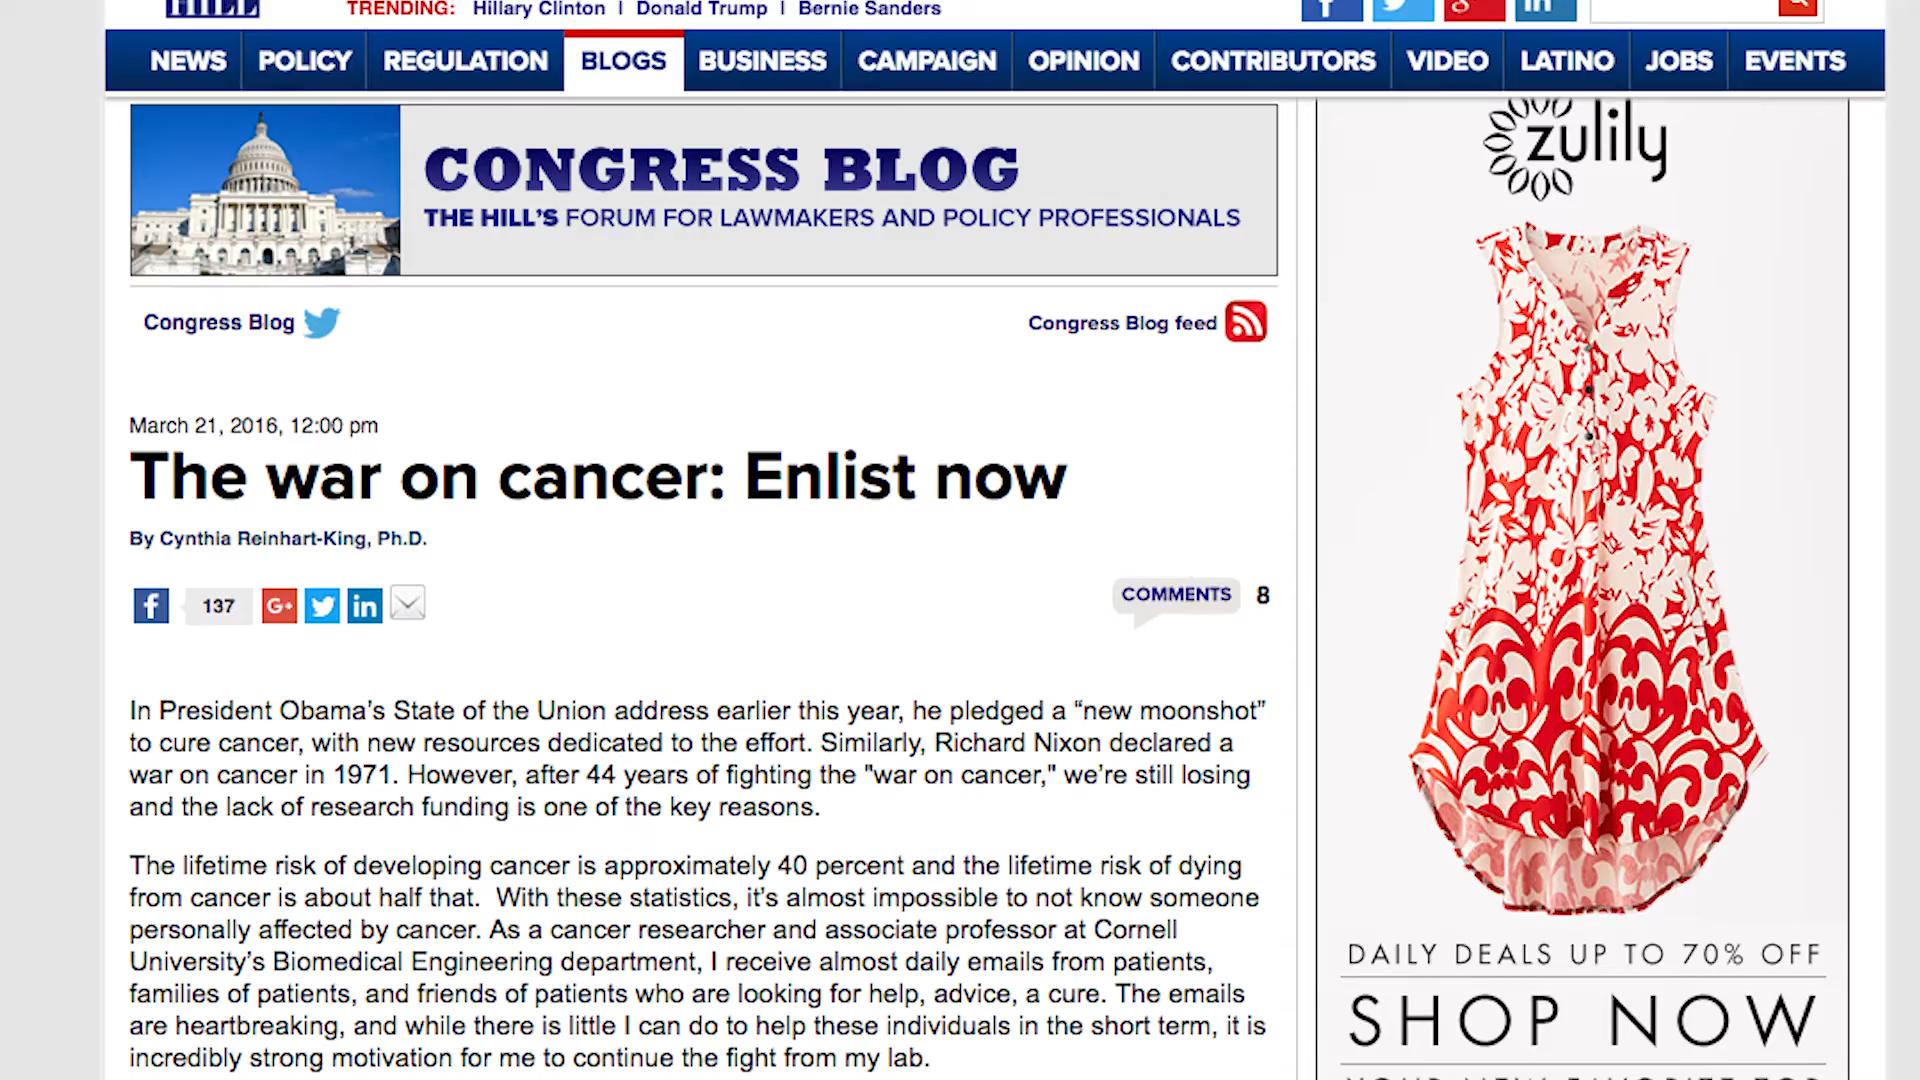 HILL
TRENDING: Hillary Clinton | Donald Trump | Bernie Sanders
NEWS POLICY REGULATION BLOGS BUSINESS CAMPAIGN OPINION CONTRIBUTORS VIDEO LATINO JOBS EVENTS
CONGRESS BLOG
THE HILL'S FORUM FOR LAWMAKERS AND POLICY PROFESSIONALS
Congress Blog
Congress Blog feed
March 21, 2016, 12:00 pm
The war on cancer: Enlist now
By Cynthia Reinhart-King, Ph.D.
f 137 G+ in
COMMENTS 8
In President Obama’s State of the Union address earlier this year, he pledged a “new moonshot”
to cure cancer, with new resources dedicated to the effort. Similarly, Richard Nixon declared a
war on cancer in 1971. However, after 44 years of fighting the "war on cancer," we’re still losing
and the lack of research funding is one of the key reasons.
The lifetime risk of developing cancer is approximately 40 percent and the lifetime risk of dying
from cancer is about half that.  With these statistics, it’s almost impossible to not know someone
personally affected by cancer. As a cancer researcher and associate professor at Cornell
University’s Biomedical Engineering department, I receive almost daily emails from patients,
families of patients, and friends of patients who are looking for help, advice, a cure. The emails
are heartbreaking, and while there is little I can do to help these individuals in the short term, it is
incredibly strong motivation for me to continue the fight from my lab.
zulily
DAILY DEALS UP TO 70% OFF
SHOP NOW